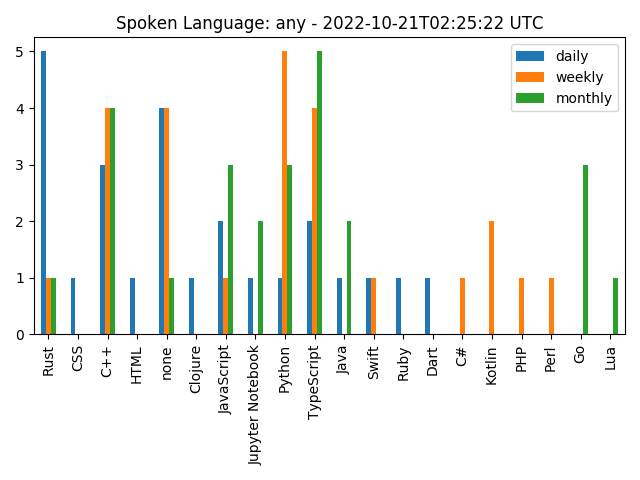 Spoken Language: any - 2022-10-21T02:25:22 UTC
daily
weekly
monthly
5
4
3
2
1
0
Rust
CSS
C++
HTML
none
Clojure
JavaScript
Jupyter Notebook
Python
TypeScript
Java
Swift
Ruby
Dart
C#
Kotlin
PHP
Perl
Go
Lua